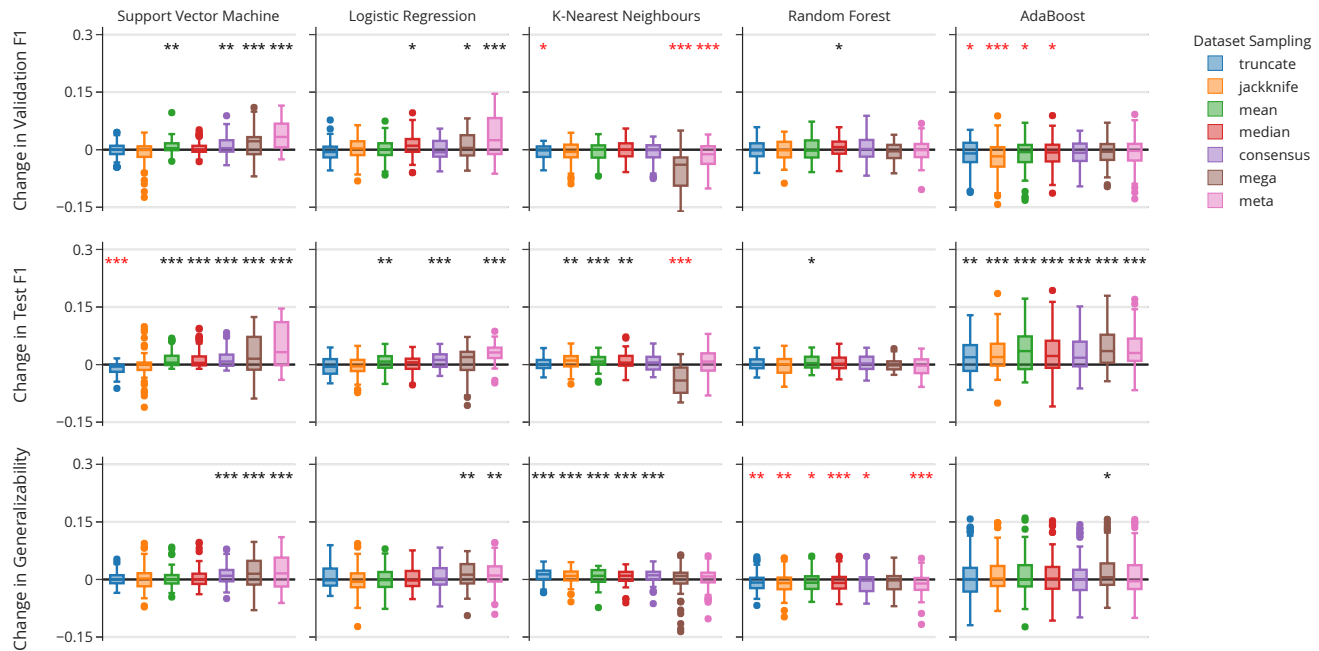 Support Vector Machine
Logistic Regression
K-Nearest Neighbours
Random Forest
AdaBoost
Change in Validation F1
0.3
0.15
0
−0.15
** ** *** ***
* * ***
* *** ***
*
* *** * *
Dataset Sampling
truncate
jackknife
mean
median
consensus
mega
meta
Change in Test F1
0.3
0.15
0
−0.15
*** *** *** *** *** ***
** *** ***
** *** ** ***
*
** *** *** *** *** *** ***
Change in Generalizability
0.3
0.15
0
−0.15
*** *** ***
** **
*** *** *** *** ***
** ** * *** * ***
*